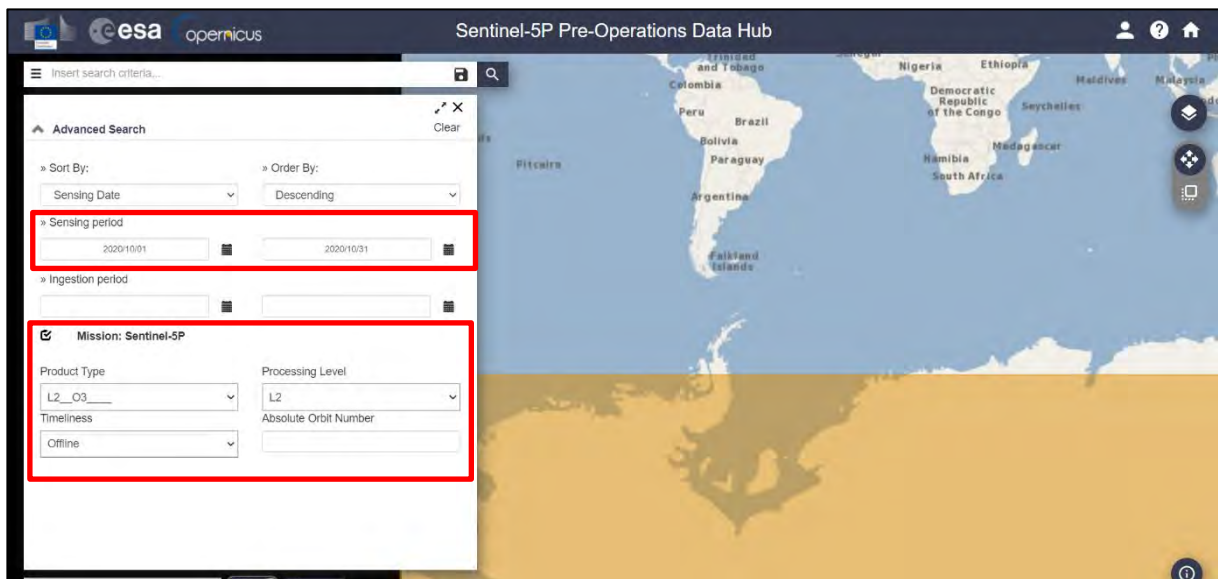 esa opernicus
Sentinel-5P Pre-Operations Data Hub
Insert search criteria...
Advanced Search
Clear
» Sort By:
» Order By:
Sensing Date
Descending
» Sensing period
2020/10/01
2020/10/31
» Ingestion period
Mission: Sentinel-5P
Product Type
Processing Level
L2__O3____
L2
Timeliness
Absolute Orbit Number
Offline
Trinidad
and Tobago
Colombia
Peru
Brazil
Bolivia
Pitcairn
Paraguay
Argentina
Falkland
Islands
Nigeria
Ethiopia
Maldives
Malaysia
Democratic
Republic
of the Congo
Seychelles
Madagascar
Namibia
South Africa